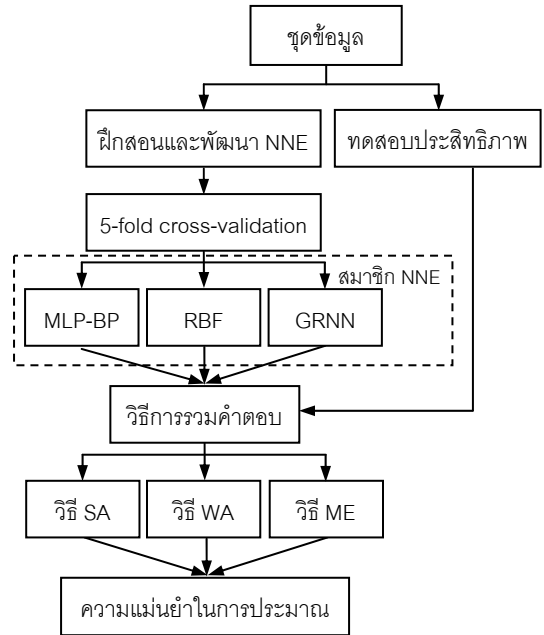 ชุดข้อมูล
ฝึกสอนและพัฒนา NNE
ทดสอบประสิทธิภาพ
5-fold cross-validation
สมาชิก NNE
MLP-BP
RBF
GRNN
วิธีการรวมคำตอบ
วิธี SA
วิธี WA
วิธี ME
ความแม่นยำในการประมาณ